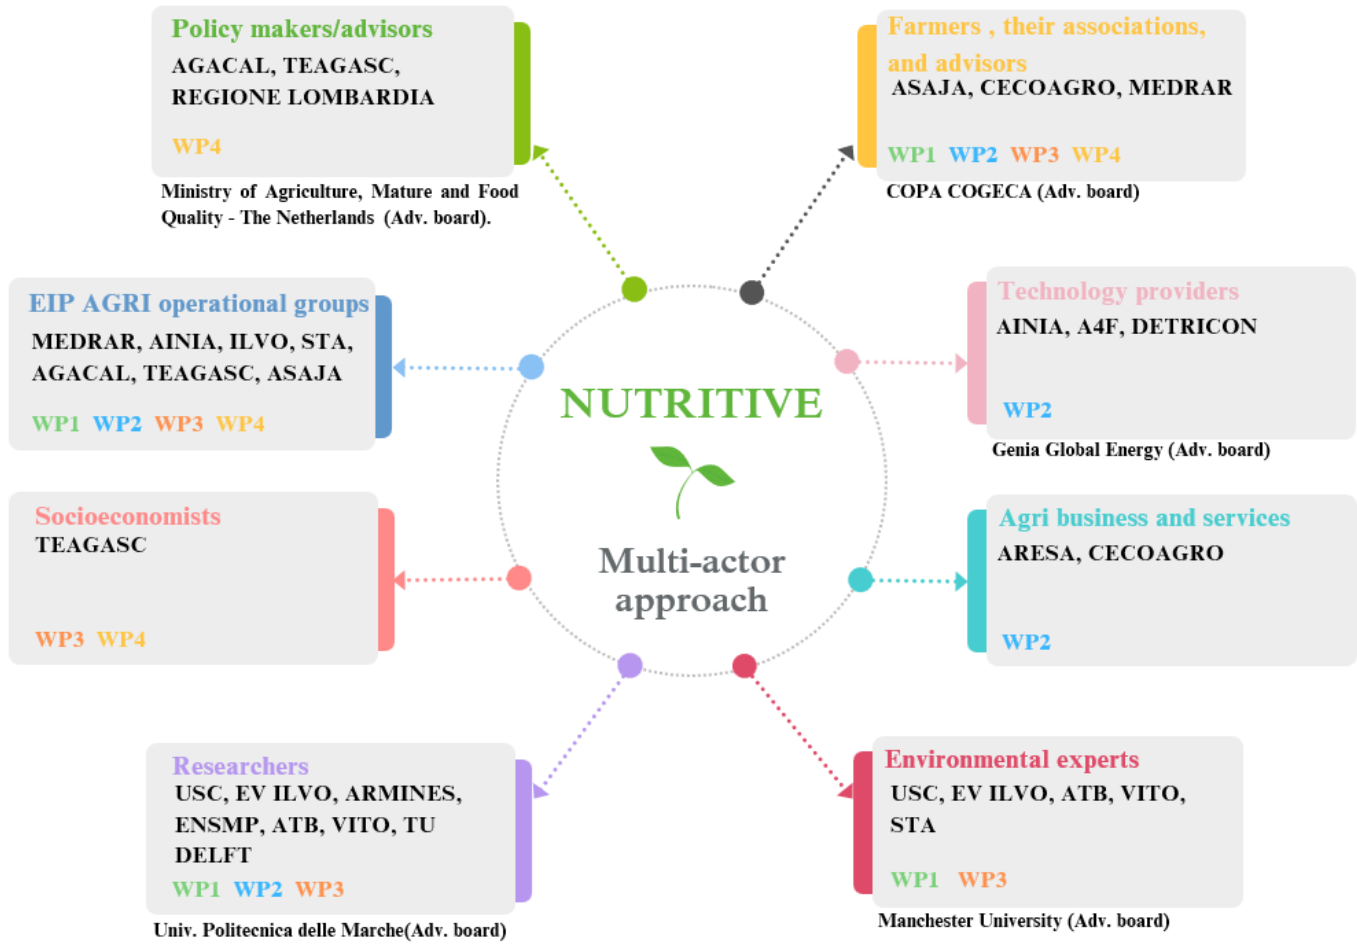 Policy makers/advisors
AGACAL, TEAGASC,
REGIONE LOMBARDIA
WP4
Ministry of Agriculture, Mature and Food
Quality - The Netherlands (Adv. board).
Farmers , their associations,
and advisors
ASAJA, CECOAGRO, MEDRAR
WP1 WP2 WP3 WP4
COPA COGECA (Adv. board)
EIP AGRI operational groups
MEDRAR, AINIA, ILVO, STA,
AGACAL, TEAGASC, ASAJA
WP1 WP2 WP3 WP4
Technology providers
AINIA, A4F, DETRICON
WP2
Genia Global Energy (Adv. board)
NUTRITIVE
Multi-actor
approach
Socioeconomists
TEAGASC
WP3 WP4
Agri business and services
ARESA, CECOAGRO
WP2
Researchers
USC, EV ILVO, ARMINES,
ENSMP, ATB, VITO, TU
DELFT
WP1 WP2 WP3
Univ. Politecnica delle Marche(Adv. board)
Environmental experts
USC, EV ILVO, ATB, VITO,
STA
WP1 WP3
Manchester University (Adv. board)